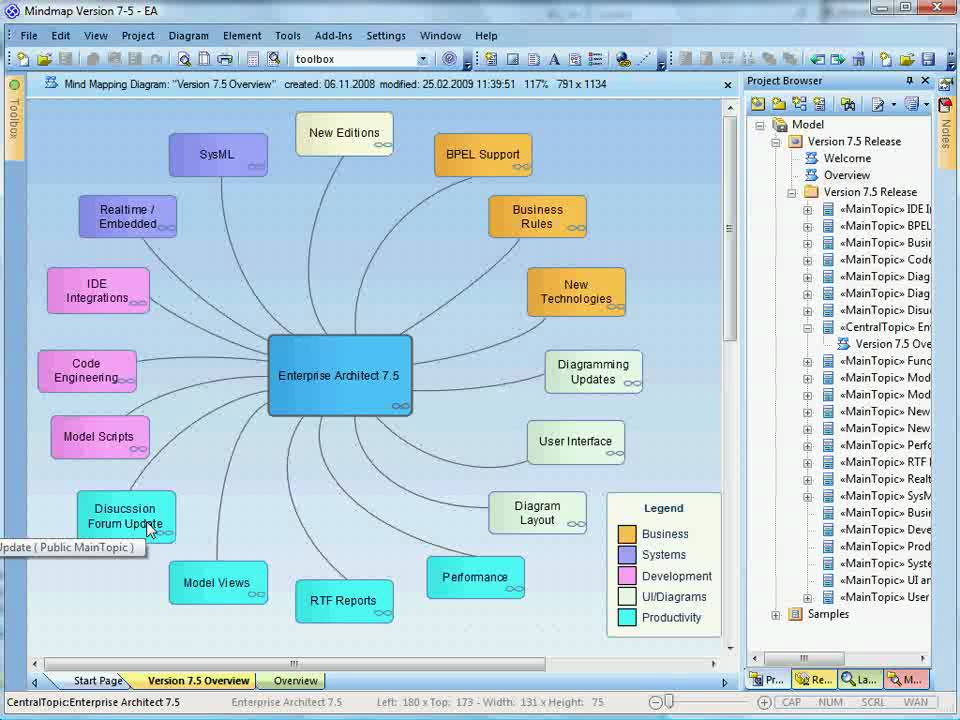 Mindmap Version 7-5 - EA
File Edit View Project Diagram Element Tools Add-Ins Settings Window Help
toolbox
Mind Mapping Diagram: "Version 7.5 Overview" created: 06.11.2008 modified: 25.02.2009 11:39:51 117% 791 x 1134
Toolbox
New Editions
SysML
BPEL Support
Realtime /
Embedded
Business
Rules
IDE
Integrations
New
Technologies
Enterprise Architect 7.5
Code
Engineering
Diagramming
Updates
Model Scripts
User Interface
Disucssion
Forum Update
Diagram
Layout
Update ( Public MainTopic )
Model Views
RTF Reports
Performance
Legend
Business
Systems
Development
UI/Diagrams
Productivity
Project Browser
Notes
Model
Version 7.5 Release
Welcome
Overview
Version 7.5 Release
«MainTopic» IDE I
«MainTopic» BPEL
«MainTopic» Busi
«MainTopic» Code
«MainTopic» Diag
«MainTopic» Diag
«MainTopic» Disu
«CentralTopic» En
Version 7.5 Ove
«MainTopic» Func
«MainTopic» Mod
«MainTopic» Mod
«MainTopic» New
«MainTopic» New
«MainTopic» Perfo
«MainTopic» RTF
«MainTopic» Realt
«MainTopic» SysM
«MainTopic» Busi
«MainTopic» Deve
«MainTopic» Prod
«MainTopic» Syste
«MainTopic» UI an
«MainTopic» User
Samples
Start Page Version 7.5 Overview Overview
Pr... Re... La... M...
CentralTopic:Enterprise Architect 7.5 Enterprise Architect 7.5 Left: 180 x Top: 173 - Width: 131 x Height: 75 CAP NUM SCRL WAN